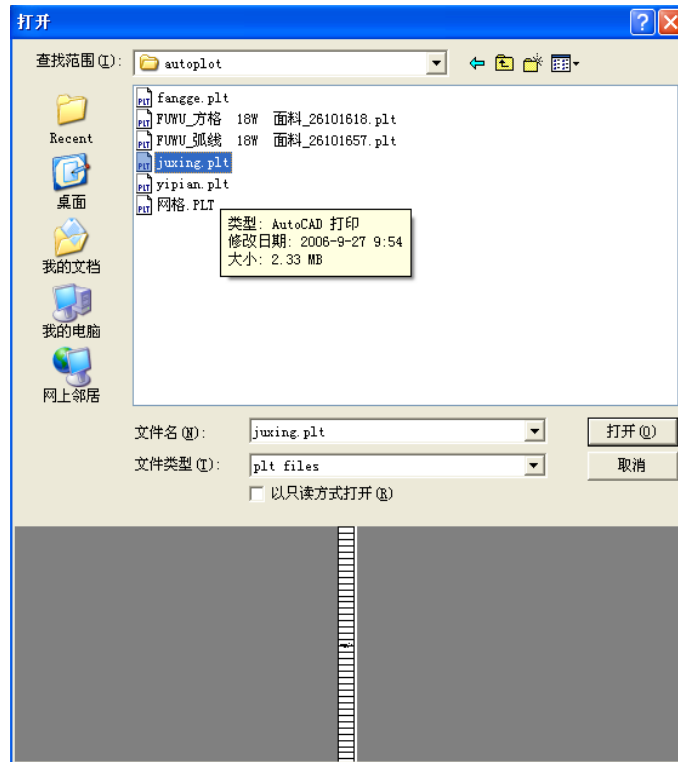 打开
查找范围(I):
autoplot
Recent
桌面
我的文档
我的电脑
网上邻居
fangge.plt
FUWU_方格 18W 面料_26101618.plt
FUWU_弧线 18W 面料_26101657.plt
juxing.plt
yipian.plt
网格.PLT
类型: AutoCAD 打印
修改日期: 2006-9-27 9:54
大小: 2.33 MB
文件名(N):
juxing.plt
打开(O)
文件类型(T):
plt files
取消
以只读方式打开(R)